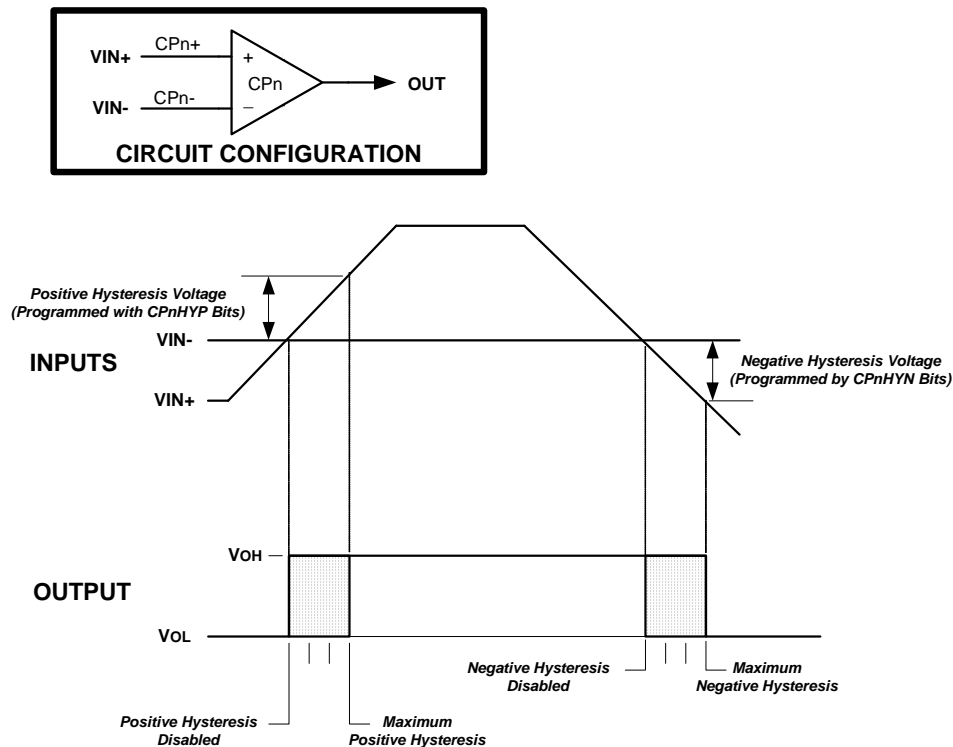 VIN+
CPn+
+
CPn
OUT
VIN-
CPn-
_
CIRCUIT CONFIGURATION
Positive Hysteresis Voltage
(Programmed with CPnHYP Bits)
VIN-
INPUTS
Negative Hysteresis Voltage
(Programmed by CPnHYN Bits)
VIN+
VOH
OUTPUT
VOL
Negative Hysteresis
Disabled
Maximum
Negative Hysteresis
Positive Hysteresis
Disabled
Maximum
Positive Hysteresis